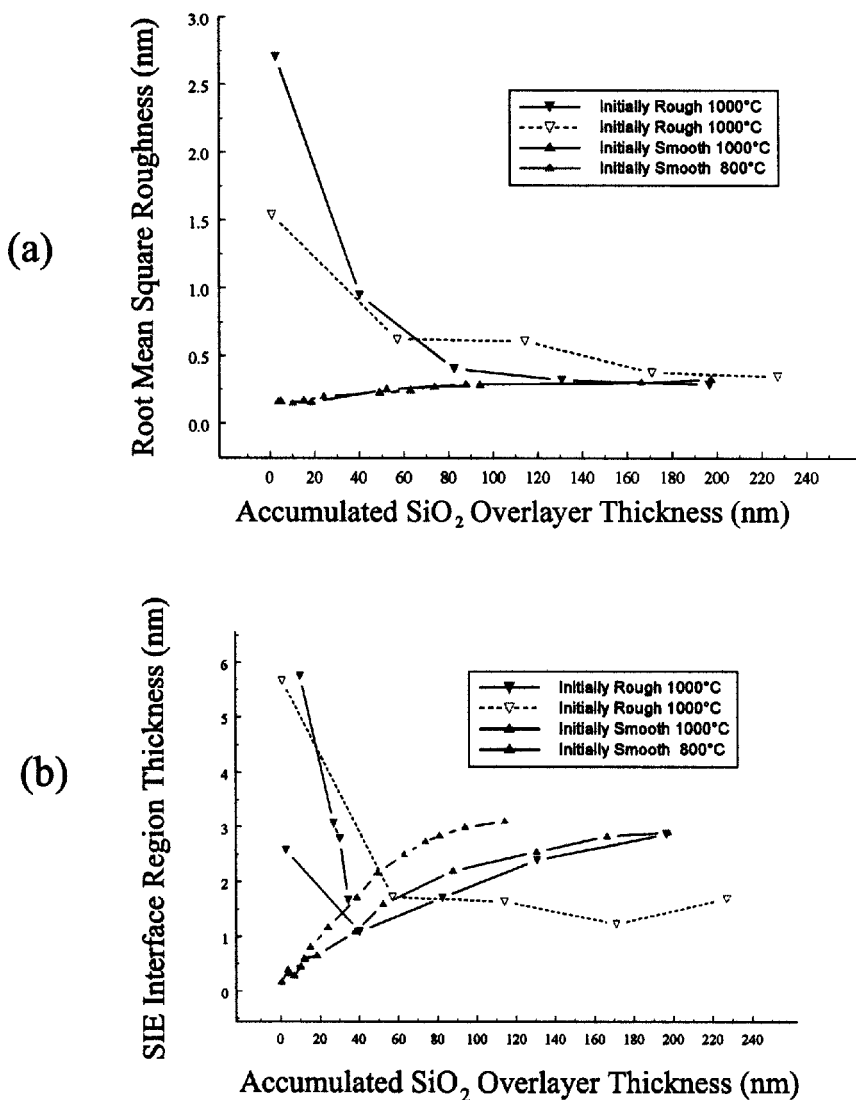 (a)
Root Mean Square Roughness (nm)
3.0
2.5
2.0
1.5
1.0
0.5
0.0
Initially Rough 1000°C
Initially Rough 1000°C
Initially Smooth 1000°C
Initially Smooth 800°C
0 20 40 60 80 100 120 140 160 180 200 220 240
Accumulated SiO₂ Overlayer Thickness (nm)
(b)
SIE Interface Region Thickness (nm)
6
5
4
3
2
1
0
Initially Rough 1000°C
Initially Rough 1000°C
Initially Smooth 1000°C
Initially Smooth 800°C
0 20 40 60 80 100 120 140 160 180 200 220 240
Accumulated SiO₂ Overlayer Thickness (nm)